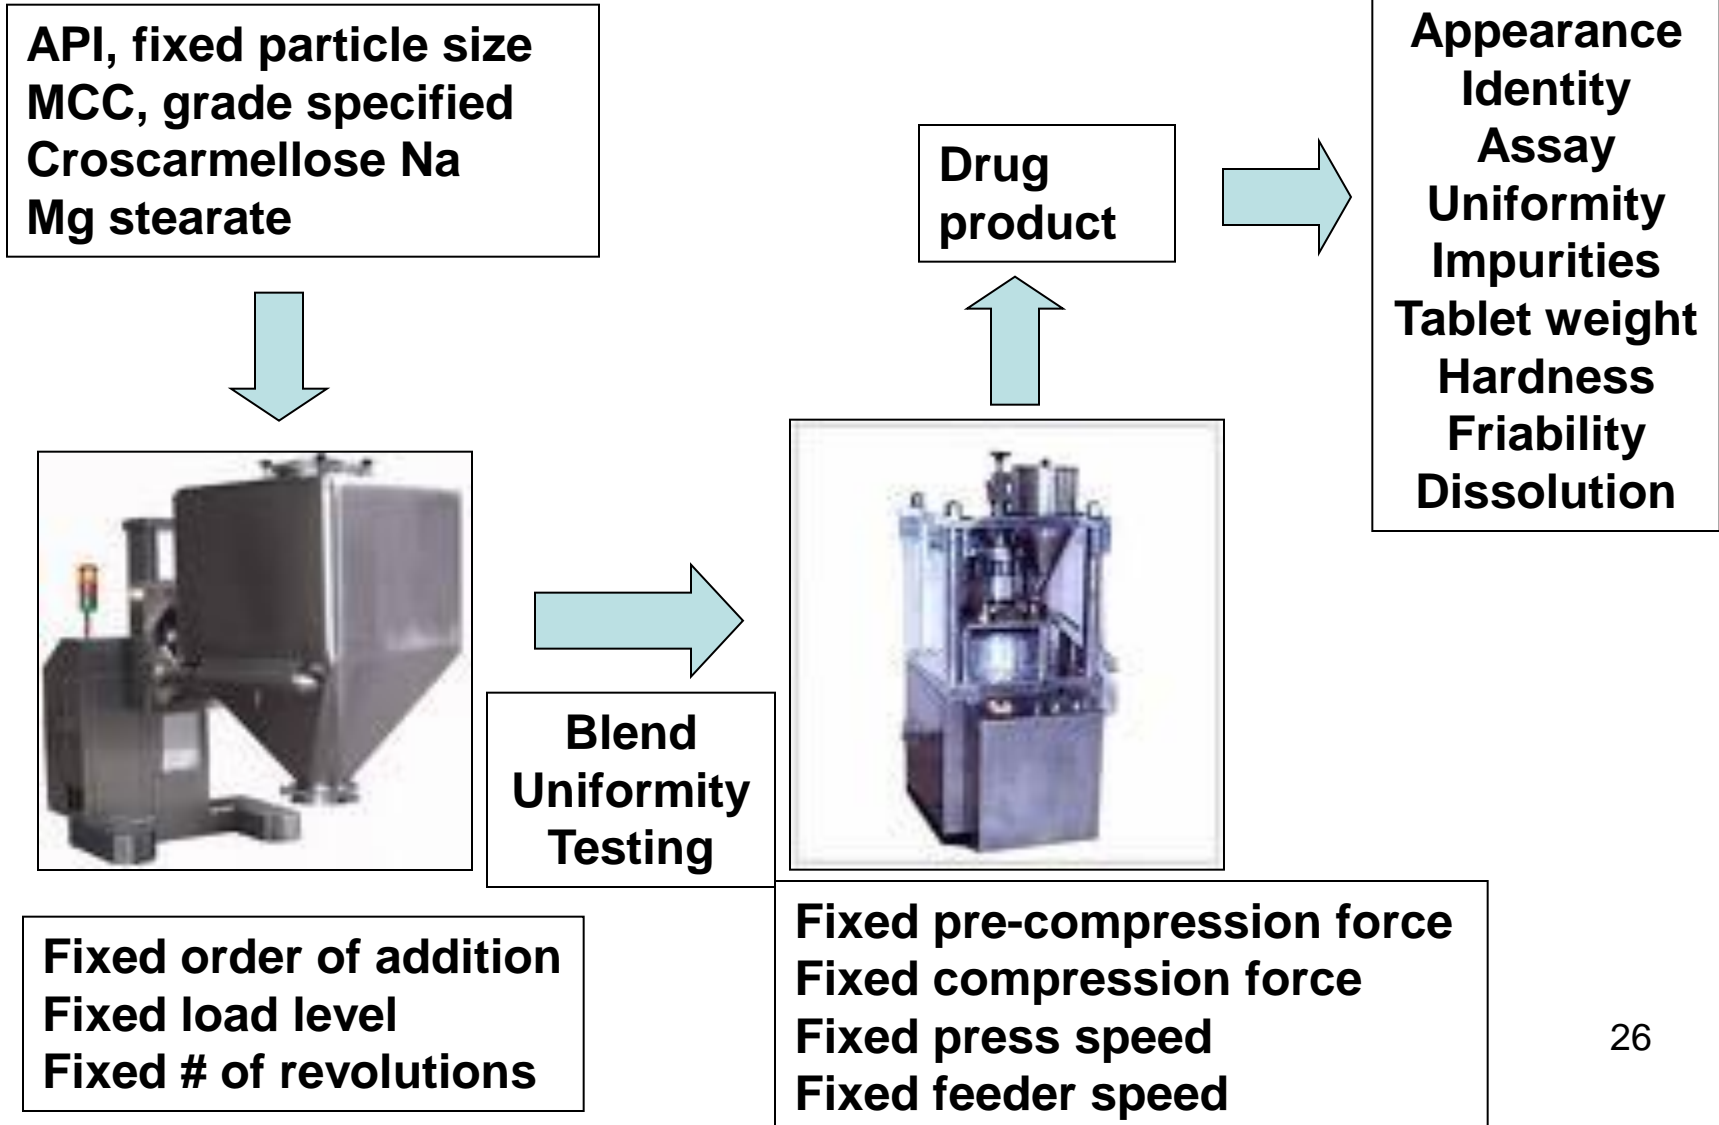 API, fixed particle size
MCC, grade specified
Croscarmellose Na
Mg stearate
Drug
product
Appearance
Identity
Assay
Uniformity
Impurities
Tablet weight
Hardness
Friability
Dissolution
Blend
Uniformity
Testing
Fixed order of addition
Fixed load level
Fixed # of revolutions
Fixed pre-compression force
Fixed compression force
Fixed press speed
Fixed feeder speed
26